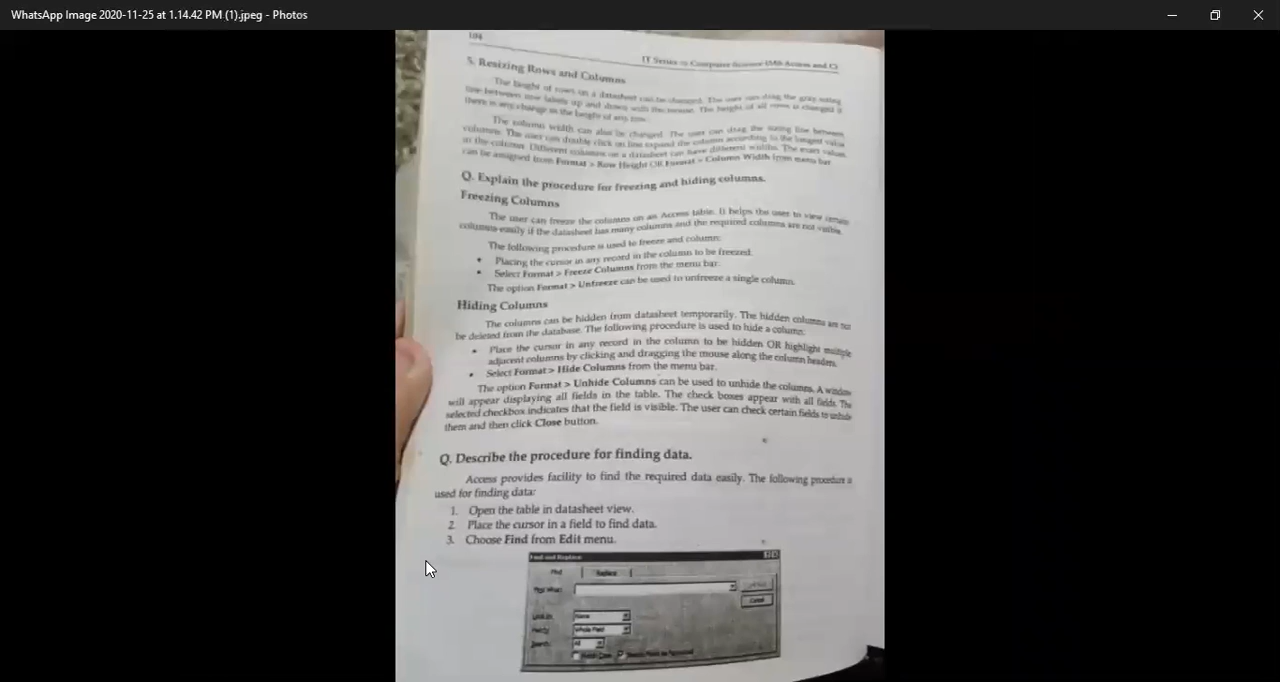 WhatsApp Image 2020-11-25 at 1.14.42 PM (1).jpeg - Photos
104
IT Series to Computer Science (MS Access and C)
5. Resizing Rows and Columns
The height of rows on a datasheet can be changed. The user can drag the gray sizing
line between row labels up and down with the mouse. The height of all rows is changed if
there is any change in the height of any row.
The column width can also be changed. The user can drag the sizing line between
columns. The user can double click on line expand the column according to the longest value
in the column. Different columns on a datasheet can have different widths. The exact values
can be assigned from Format > Row Height OR Format > Column Width from menu bar
Q. Explain the procedure for freezing and hiding columns.
Freezing Columns
The user can freeze the columns on an Access table. It helps the user to view certain
columns easily if the datasheet has many columns and the required columns are not visible.
The following procedure is used to freeze and column:
• Placing the cursor in any record in the column to be freezed.
• Select Format > Freeze Columns from the menu bar.
The option Format > Unfreeze can be used to unfreeze a single column.
Hiding Columns
The columns can be hidden from datasheet temporarily. The hidden columns are not
be deleted from the database. The following procedure is used to hide a column.
• Place the cursor in any record in the column to be hidden OR highlight multiple
adjacent columns by clicking and dragging the mouse along the column headers.
• Select Format > Hide Columns from the menu bar.
The option Format > Unhide Columns can be used to unhide the columns. A window
will appear displaying all fields in the table. The check boxes appear with all fields. The
selected checkbox indicates that the field is visible. The user can check certain fields to unhide
them and then click Close button.
Q. Describe the procedure for finding data.
Access provides facility to find the required data easily. The following procedure is
used for finding data:
1. Open the table in datasheet view.
2. Place the cursor in a field to find data.
3. Choose Find from Edit menu.
Find and Replace
Find Replace
Find What:
Cancel
Look In:
Match: Whole Field
Search: All
Match Case Search Fields as Formatted